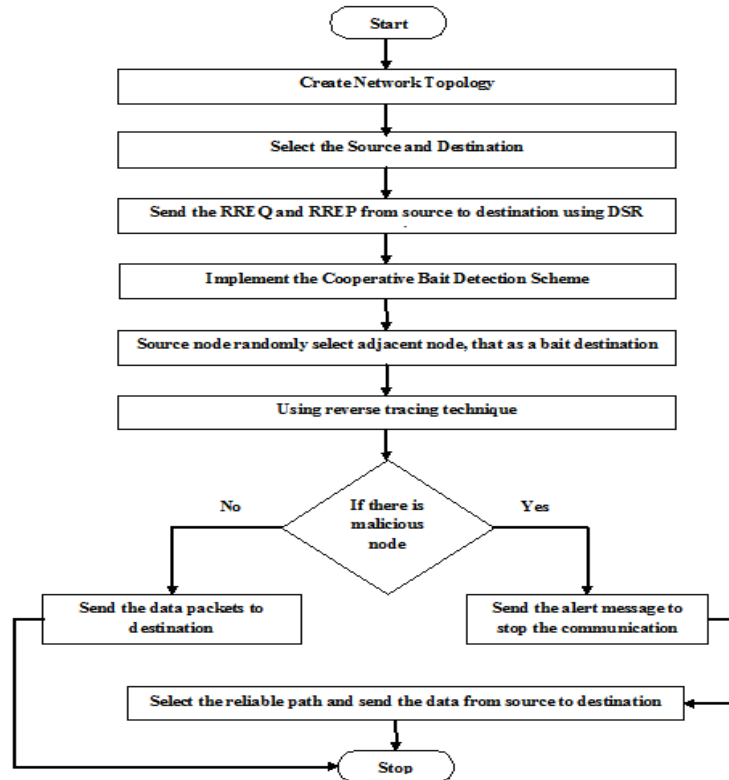 Start
Create Network Topology
Select the Source and Destination
Send the RREQ and RREP from source to destination using DSR
Implement the Cooperative Bait Detection Scheme
Source node randomly select adjacent node, that as a bait destination
Using reverse tracing technique
No
If there is
malicious
node
Yes
Send the data packets to
destination
Send the alert message to
stop the communication
Select the reliable path and send the data from source to destination
Stop